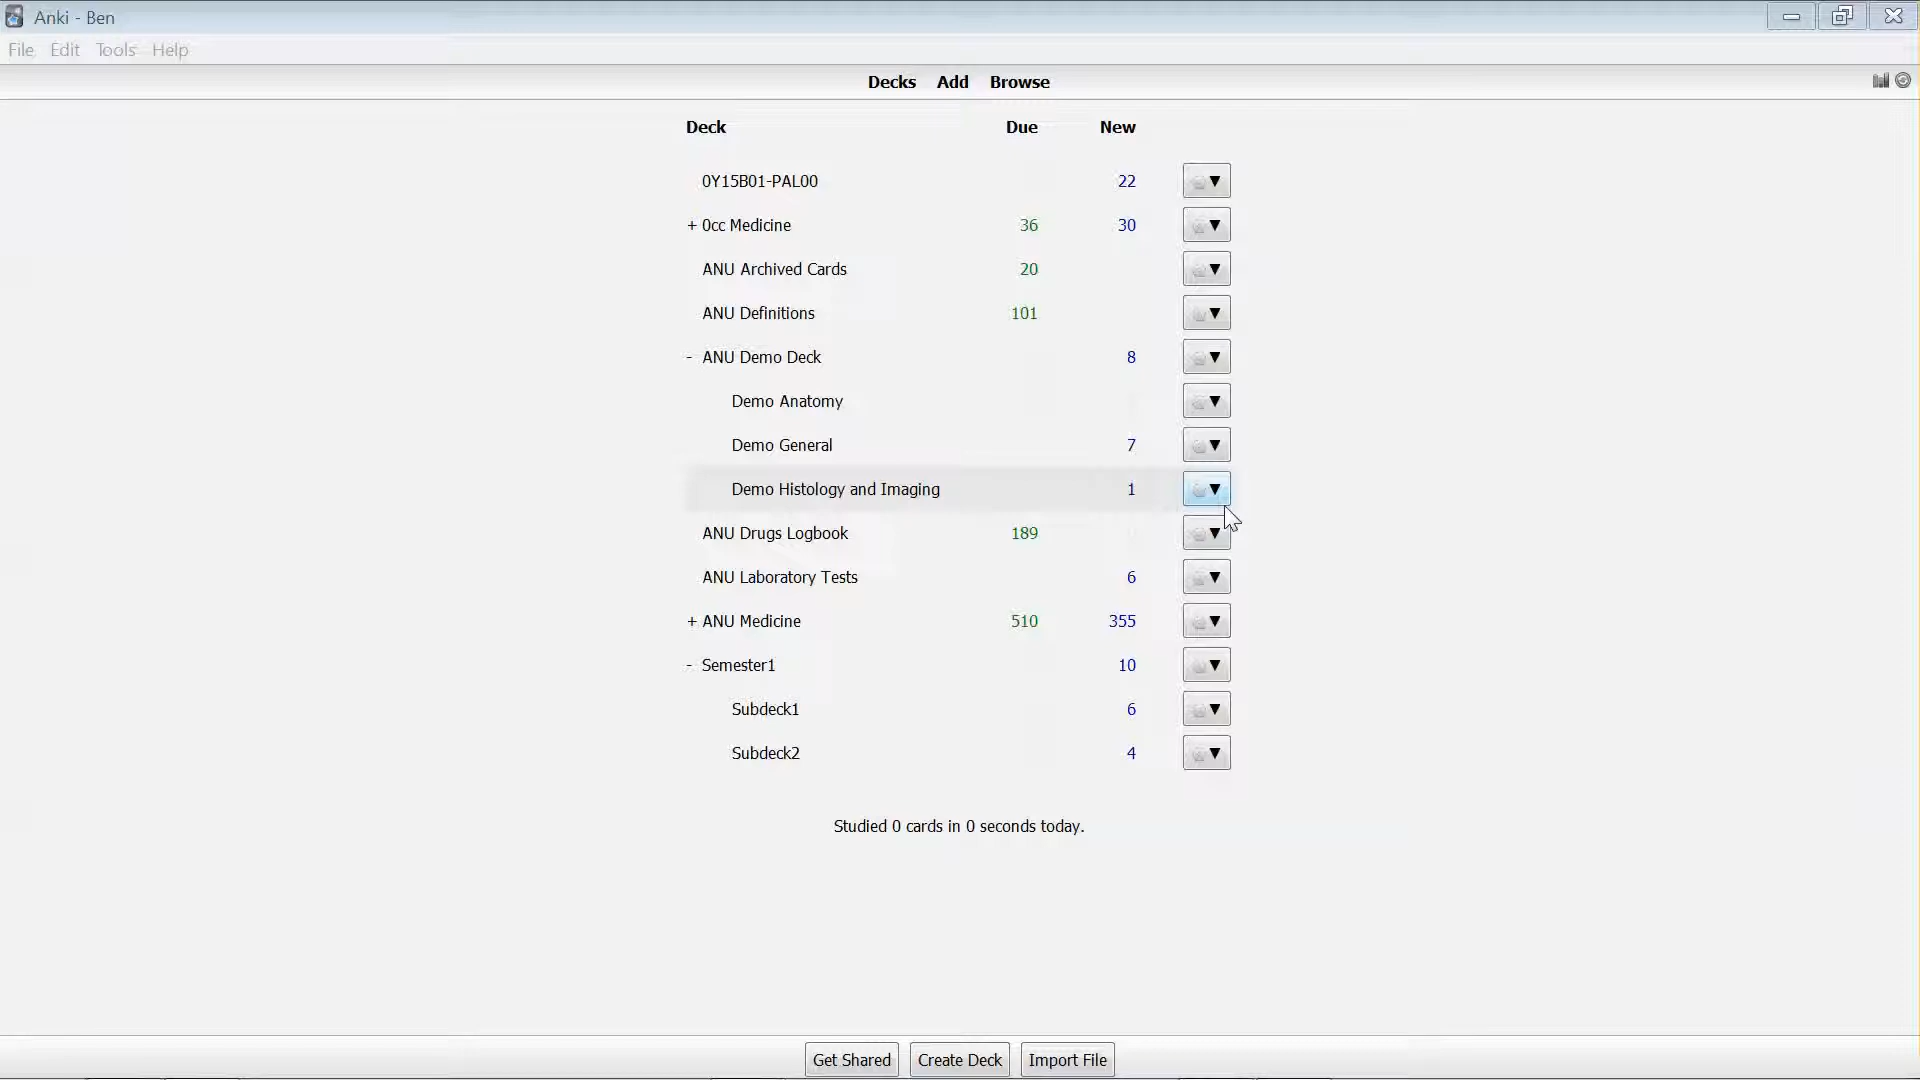 Anki - Ben
File Edit Tools Help
Decks Add Browse
Deck Due New
0Y15B01-PAL00 22
+ 0cc Medicine 36 30
ANU Archived Cards 20
ANU Definitions 101
- ANU Demo Deck 8
Demo Anatomy
Demo General 7
Demo Histology and Imaging 1
ANU Drugs Logbook 189
ANU Laboratory Tests 6
+ ANU Medicine 510 355
- Semester1 10
Subdeck1 6
Subdeck2 4
Studied 0 cards in 0 seconds today.
Get Shared Create Deck Import File